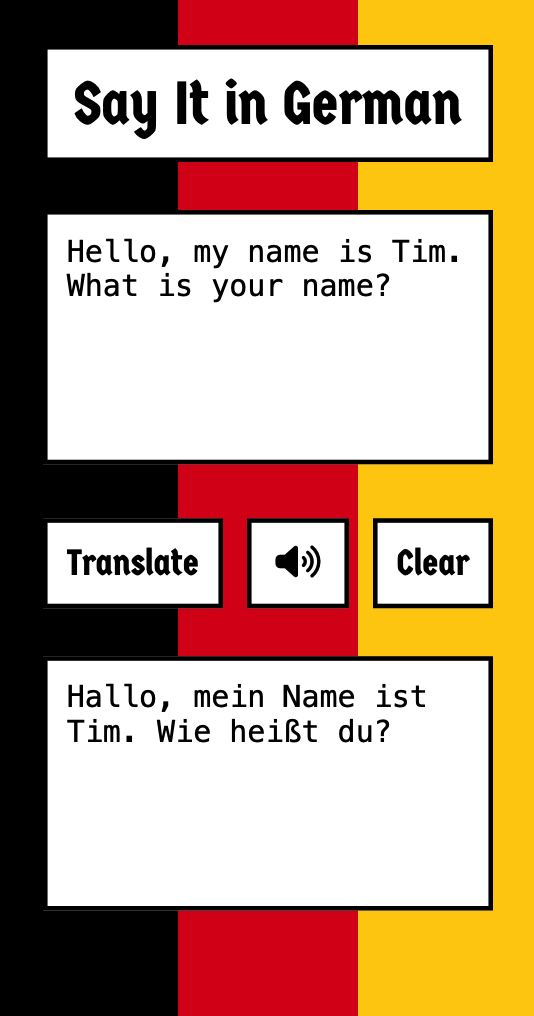 Say It in German
Hello, my name is Tim.
What is your name?
Translate
Clear
Hallo, mein Name ist
Tim. Wie heißt du?